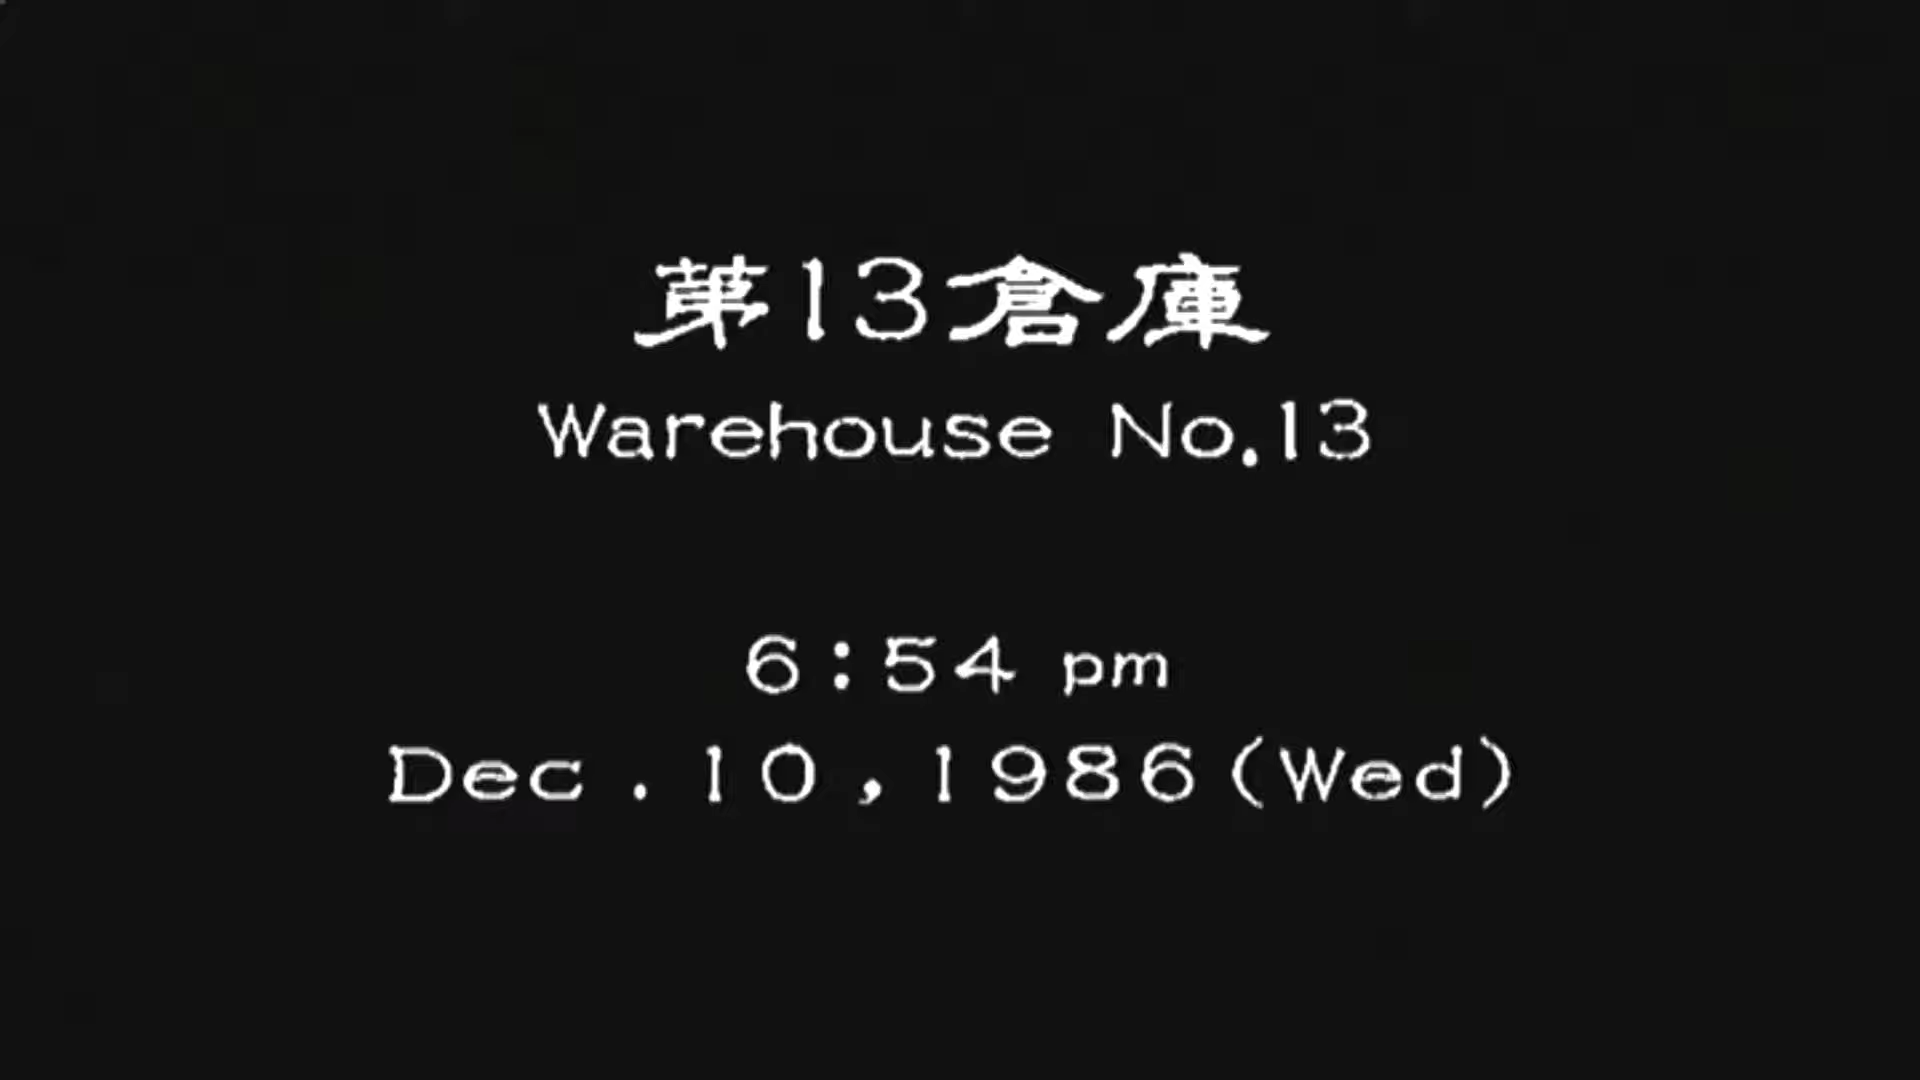 第13倉庫
Warehouse No.13
6:54 pm
Dec.10,1986(Wed)